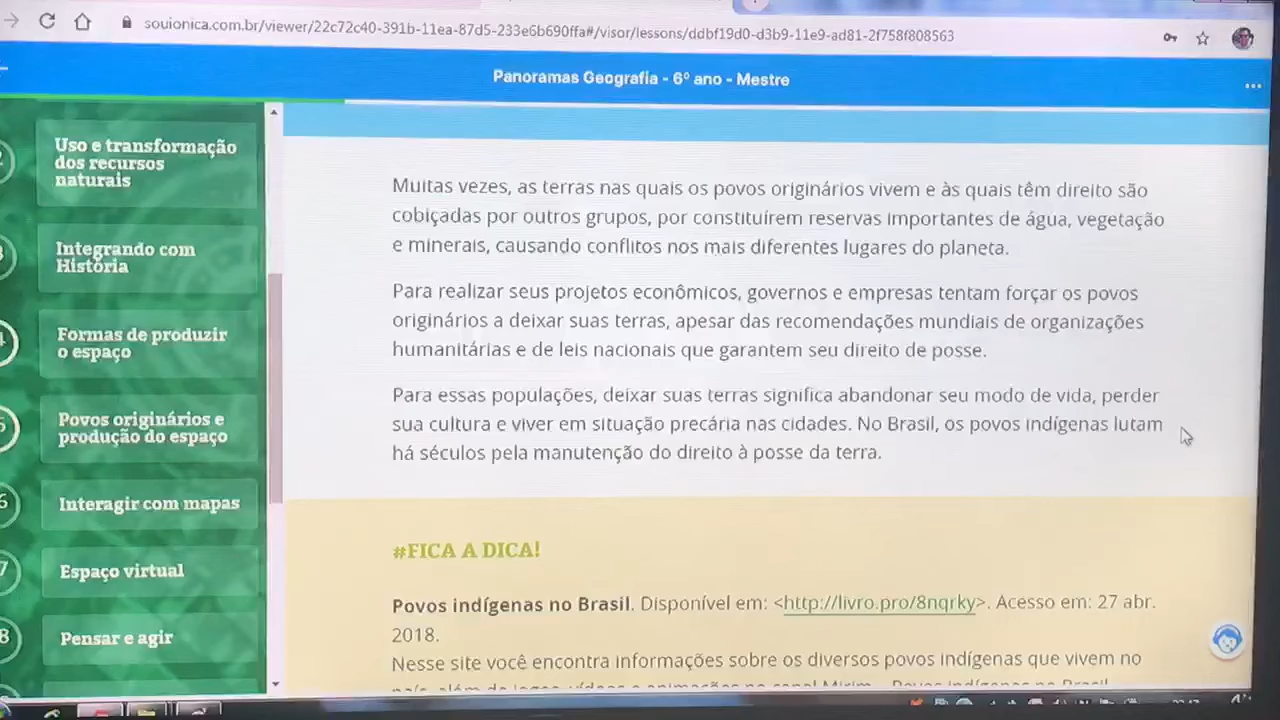 souionica.com.br/viewer/22c72c40-391b-11ea-87d5-233e6b690ffa#/visor/lessons/ddbf19d0-d3b9-11e9-ad81-2f758f808563
Panoramas Geografia - 6º ano - Mestre
Uso e transformação
dos recursos
naturais
Integrando com
História
Formas de produzir
o espaço
Povos originários e
produção do espaço
6
Interagir com mapas
7
Espaço virtual
8
Pensar e agir
Muitas vezes, as terras nas quais os povos originários vivem e às quais têm direito são
cobiçadas por outros grupos, por constituírem reservas importantes de água, vegetação
e minerais, causando conflitos nos mais diferentes lugares do planeta.
Para realizar seus projetos econômicos, governos e empresas tentam forçar os povos
originários a deixar suas terras, apesar das recomendações mundiais de organizações
humanitárias e de leis nacionais que garantem seu direito de posse.
Para essas populações, deixar suas terras significa abandonar seu modo de vida, perder
sua cultura e viver em situação precária nas cidades. No Brasil, os povos indígenas lutam
há séculos pela manutenção do direito à posse da terra.
#FICA A DICA!
Povos indígenas no Brasil. Disponível em: <http://livro.pro/8nqrky>. Acesso em: 27 abr.
2018.
Nesse site você encontra informações sobre os diversos povos indígenas que vivem no